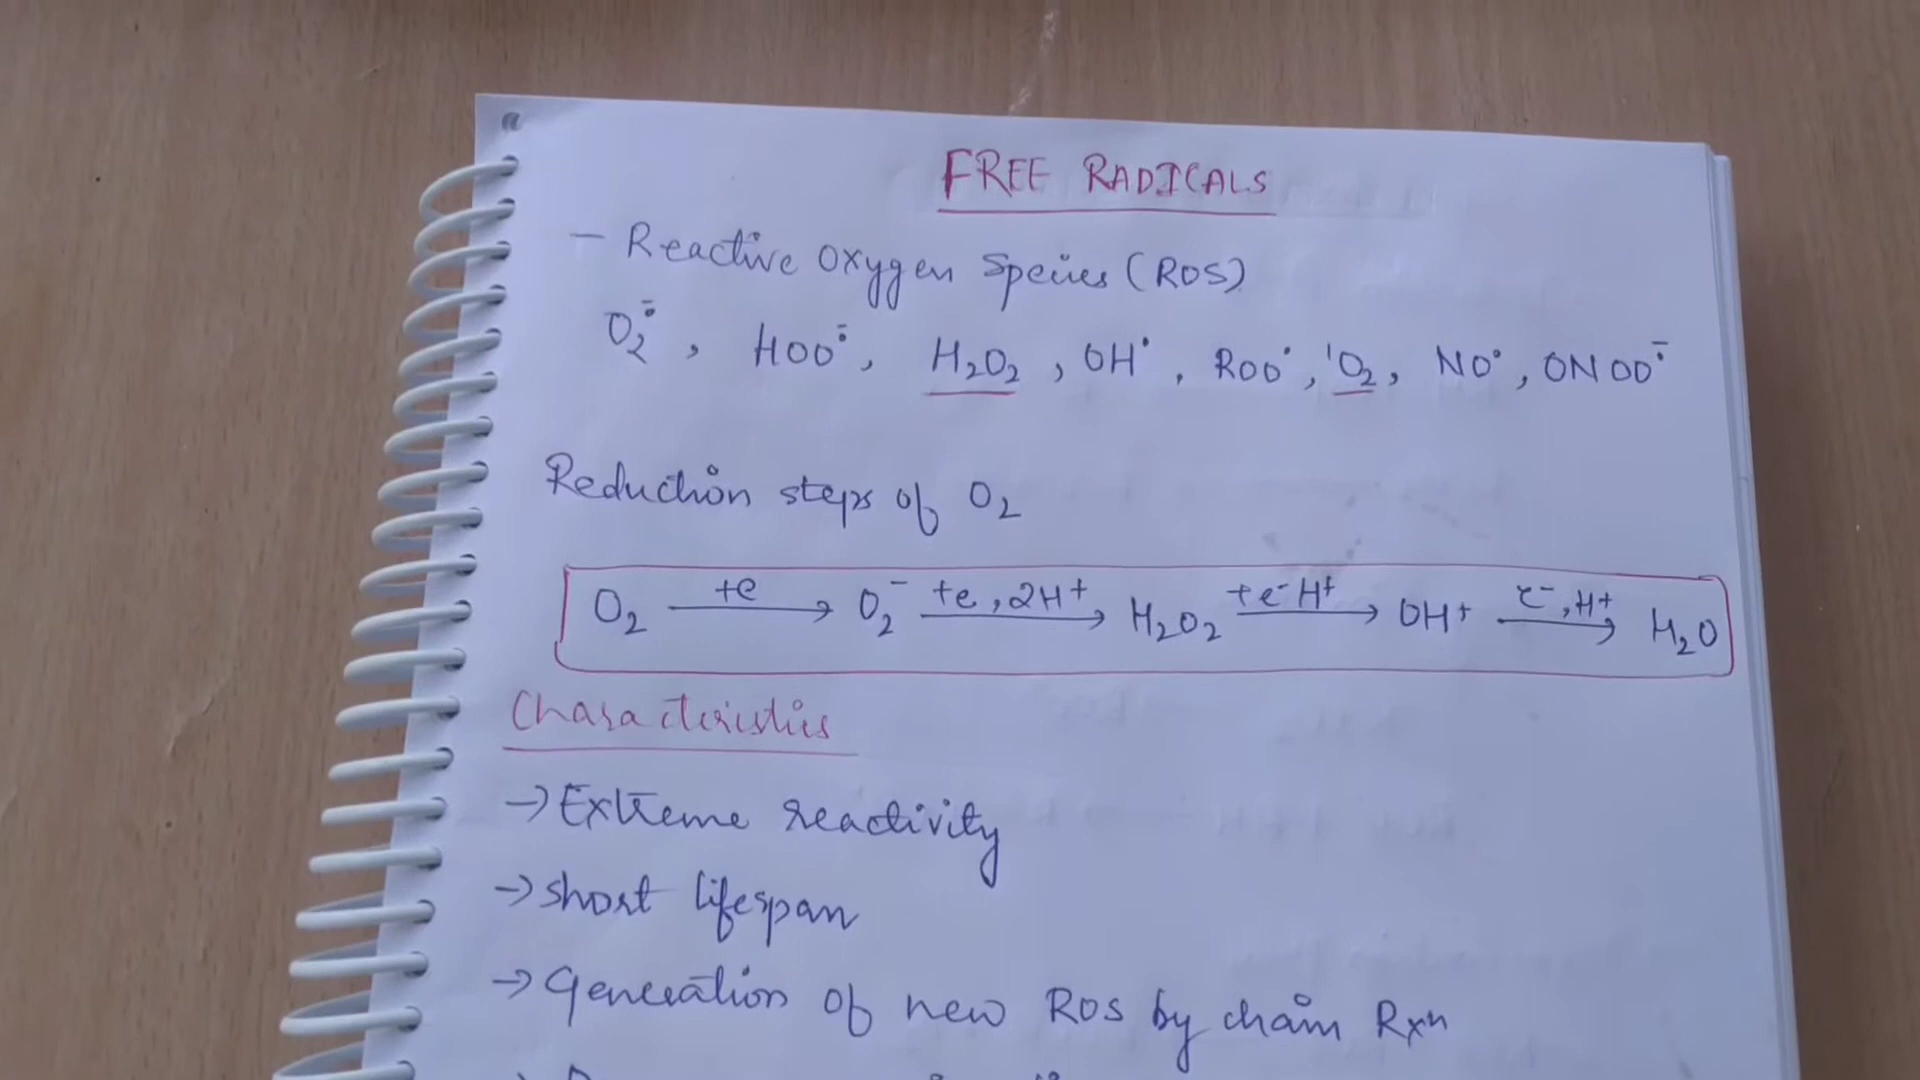 FREE RADICALS
- Reactive Oxygen Species (ROS)
O₂•̄, HOO•̄, H₂O₂, OH•, ROO•, ¹O₂, NO•, ONOO•̄
Reduction steps of O₂
O₂ +e → O₂⁻ +e, 2H⁺ → H₂O₂ +e⁻ H⁺ → OH⁺ e⁻, H⁺ → H₂O
Characteristics
→ Extreme reactivity
→ Short lifespan
→ Generation of new ROS by chain Rxn